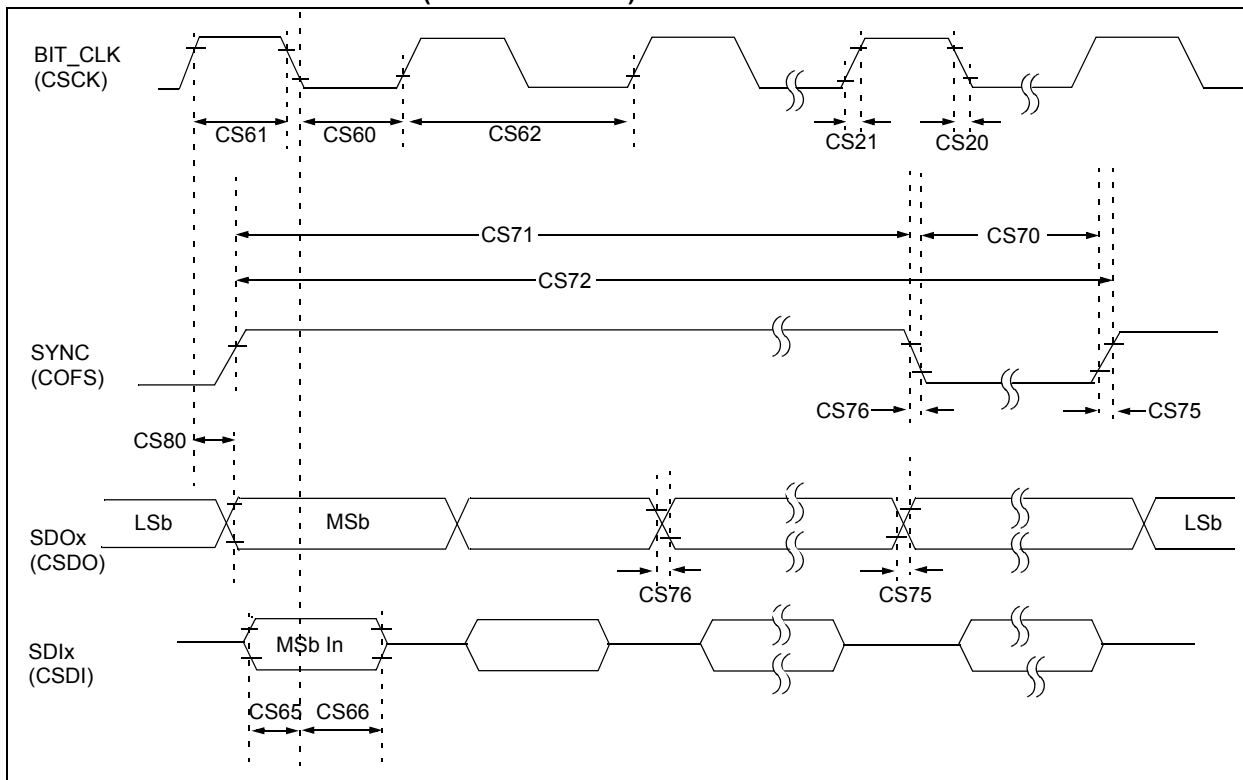 BIT_CLK
(CSCK)
CS61
CS60
CS62
CS21
CS20
CS71
CS70
CS72
SYNC
(COFS)
CS76
CS75
CS80
LSb
MSb
LSb
SDOx
(CSDO)
CS76
CS75
MSb In
SDIx
(CSDI)
CS65
CS66